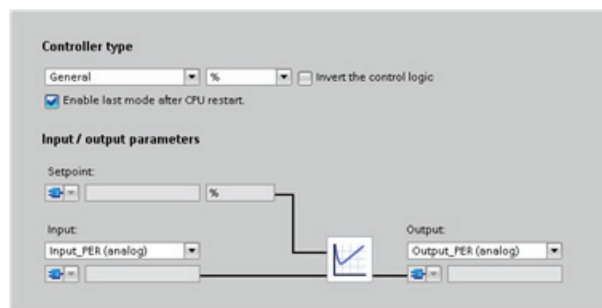 Controller type
General % Invert the control logic
Enable last mode after CPU restart.
Input / output parameters
Setpoint:
%
Input: Output:
Input_PER (analog) Output_PER (analog)